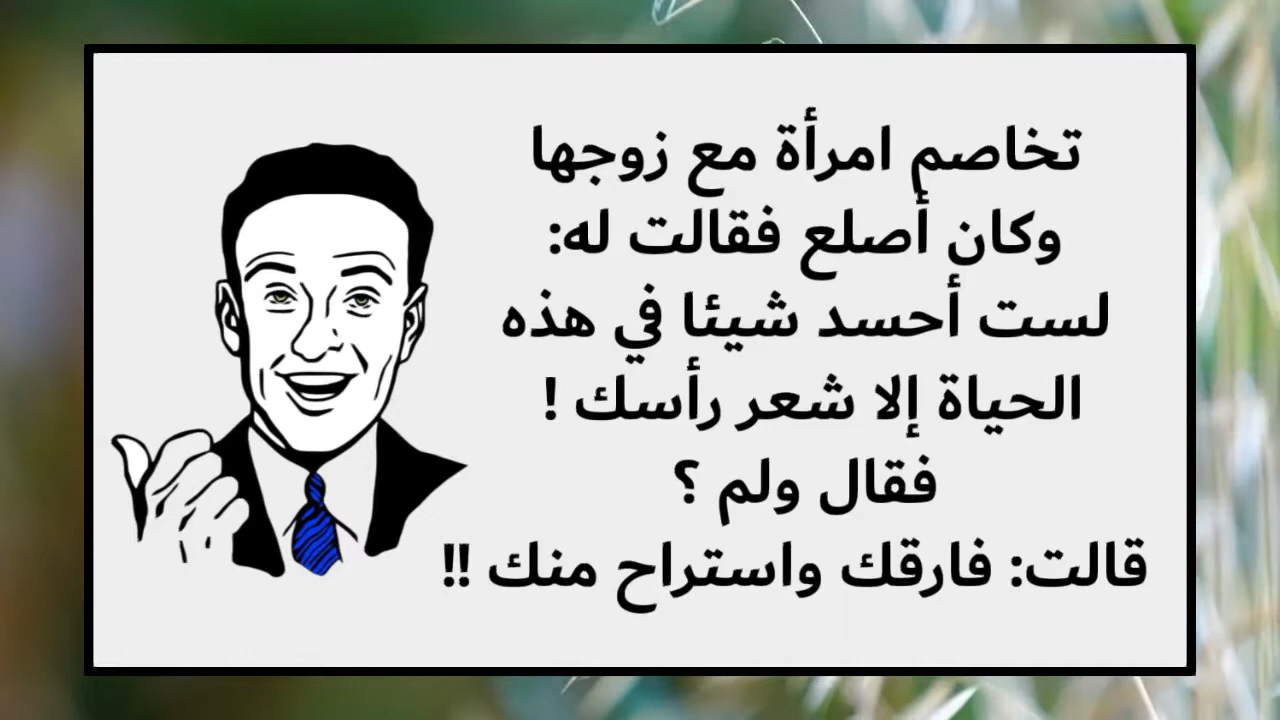 تخاصم امرأة مع زوجها
وكان أصلع فقالت له:
لست أحسد شيئا في هذه
الحياة إلا شعر رأسك !
فقال ولم ؟
قالت: فارقك واستراح منك !!